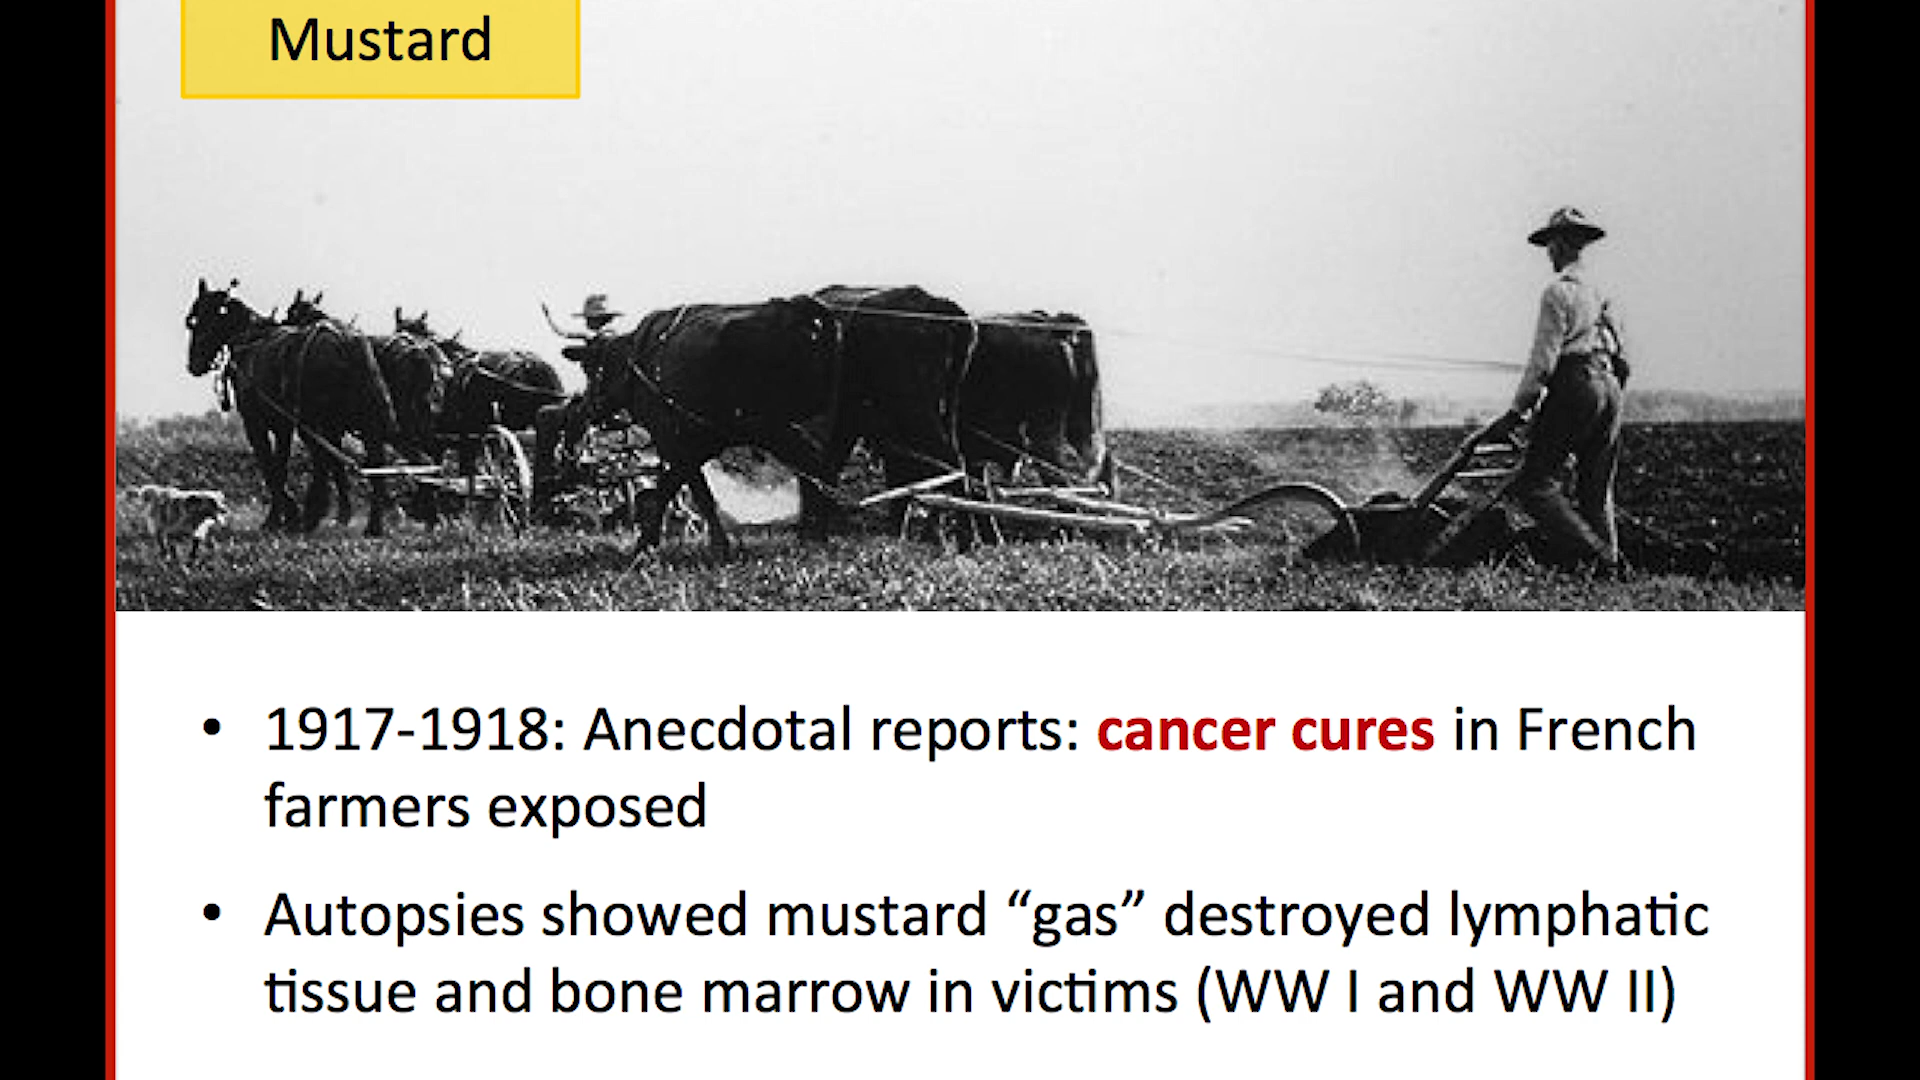 Mustard
• 1917-1918: Anecdotal reports: cancer cures in French
farmers exposed
• Autopsies showed mustard “gas” destroyed lymphatic
tissue and bone marrow in victims (WW I and WW II)